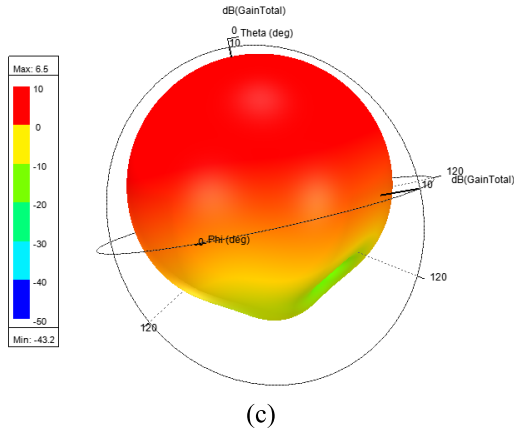 dB(GainTotal)
0 Theta (deg)
10
Max: 6.5
10
0
-10
-20
-30
-40
-50
Min: -43.2
120
dB(GainTotal)
10
0 Phi (deg)
120
120
(c)